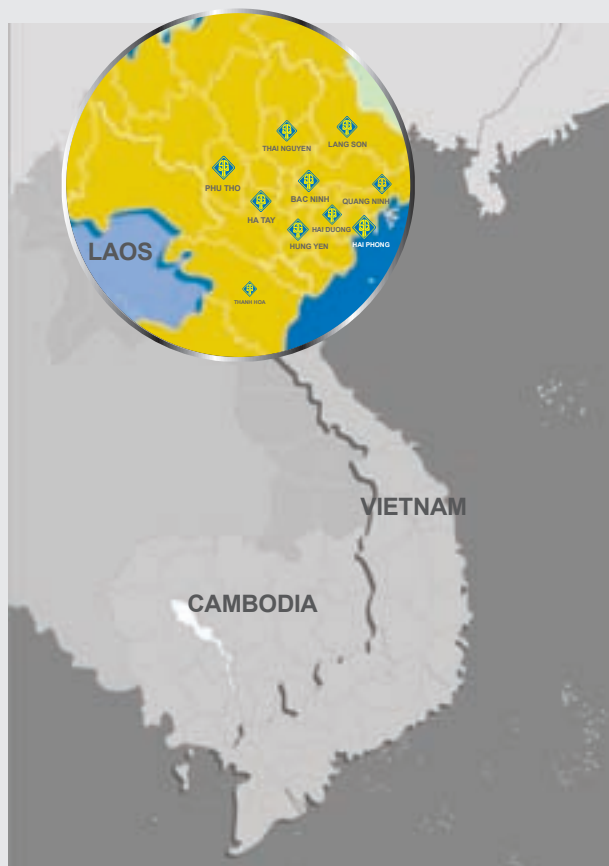 LANG SON
THAI NGUYEN
PHU THO
BAC NINH
QUANG NINH
HA TAY
HAI DUONG
HUNG YEN
HAI PHONG
LAOS
THANH HOA
VIETNAM
CAMBODIA